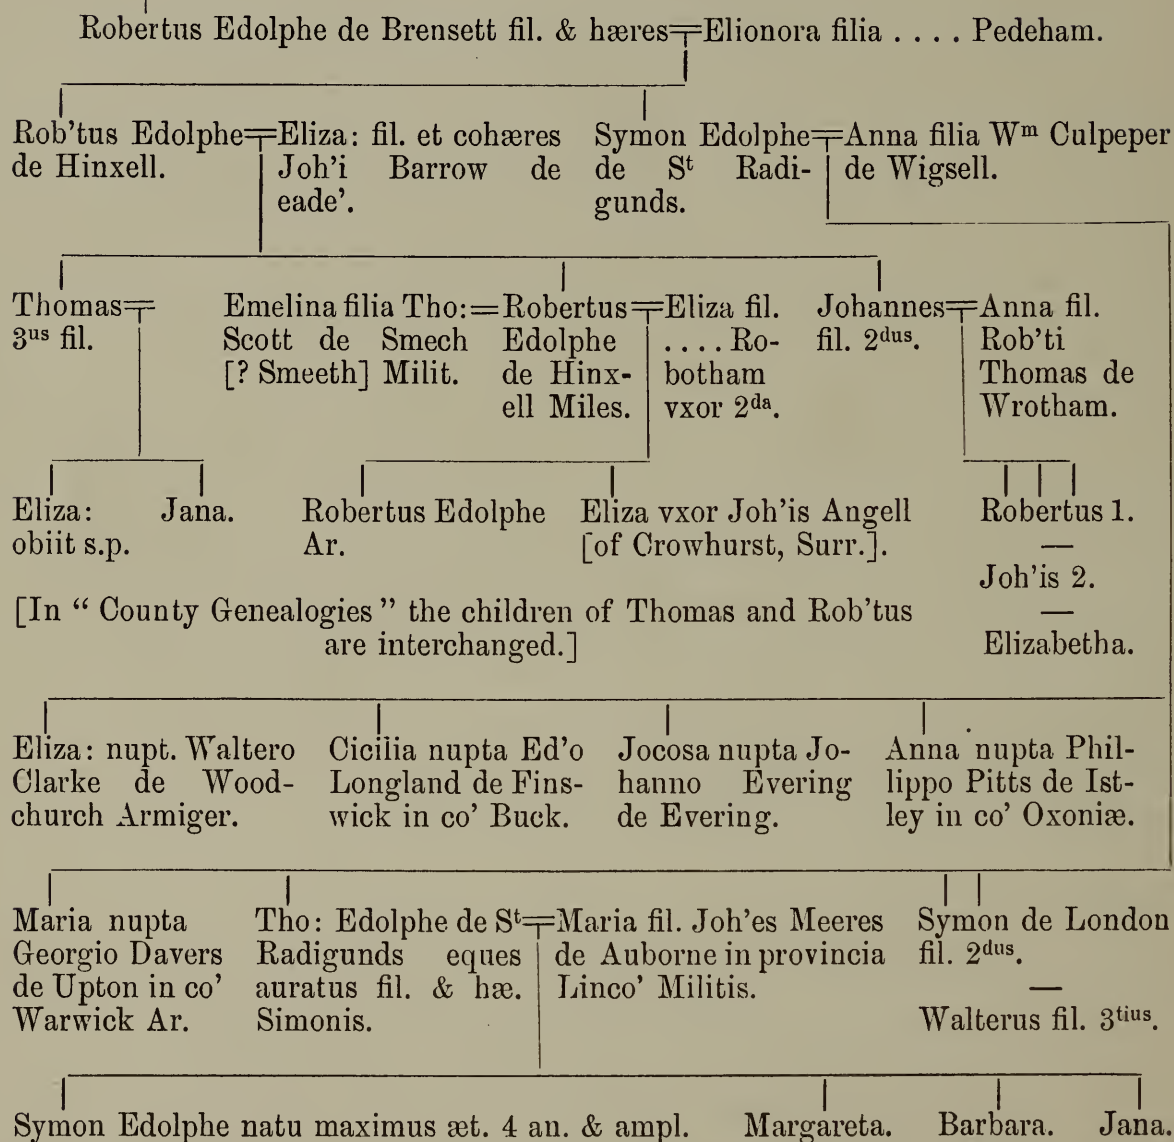 Robertus Edolphe de Brensett fil. & hæres=Elionora filia . . . . Pedeham.
Rob'tus Edolphe=Eliza: fil. et cohæres
de Hinxell. Joh'i Barrow de
eade'.
Symon Edolphe=Anna filia Wᵐ Culpeper
de Sᵗ Radi- de Wigsell.
gunds.
Thomas=
3ᵘˢ fil.
Emelina filia Tho:=Robertus=Eliza fil.
Scott de Smech Edolphe . . . . Ro-
[? Smeeth] Milit. de Hinx- botham
ell Miles. vxor 2ᵈᵃ.
Johannes=Anna fil.
fil. 2ᵈᵘˢ. Rob'ti
Thomas de
Wrotham.
Eliza:
obiit s.p.
Jana.
Robertus Edolphe
Ar.
Eliza vxor Joh'is Angell
[of Crowhurst, Surr.].
Robertus 1.
—
Joh'is 2.
—
Elizabetha.
[In “ County Genealogies ” the children of Thomas and Rob'tus
are interchanged.]
Eliza: nupt. Waltero
Clarke de Wood-
church Armiger.
Cicilia nupta Ed'o
Longland de Fins-
wick in co' Buck.
Jocosa nupta Jo-
hanno Evering
de Evering.
Anna nupta Phil-
lippo Pitts de Ist-
ley in co' Oxoniæ.
Maria nupta
Georgio Davers
de Upton in co'
Warwick Ar.
Tho: Edolphe de Sᵗ=Maria fil. Joh'es Meeres
Radigunds eques de Auborne in provincia
auratus fil. & hæ. Linco' Militis.
Simonis.
Symon de London
fil. 2ᵈᵘˢ.
—
Walterus fil. 3ᵗⁱᵘˢ.
Symon Edolphe natu maximus æt. 4 an. & ampl. Margareta. Barbara. Jana.